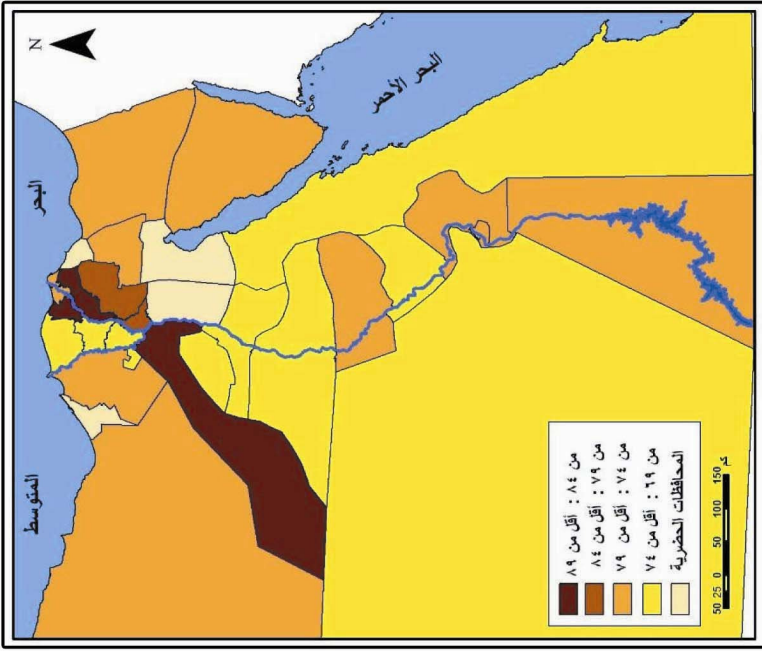 N
البحر
المتوسط
البحر الأحمر
من ٨٤ : أقل من ٨٩
من ٧٩ : أقل من ٨٤
من ٧٤ : أقل من ٧٩
من ٦٩ : أقل من ٧٤
المحافظات الحضرية
50 25 0 50 100 150
كم